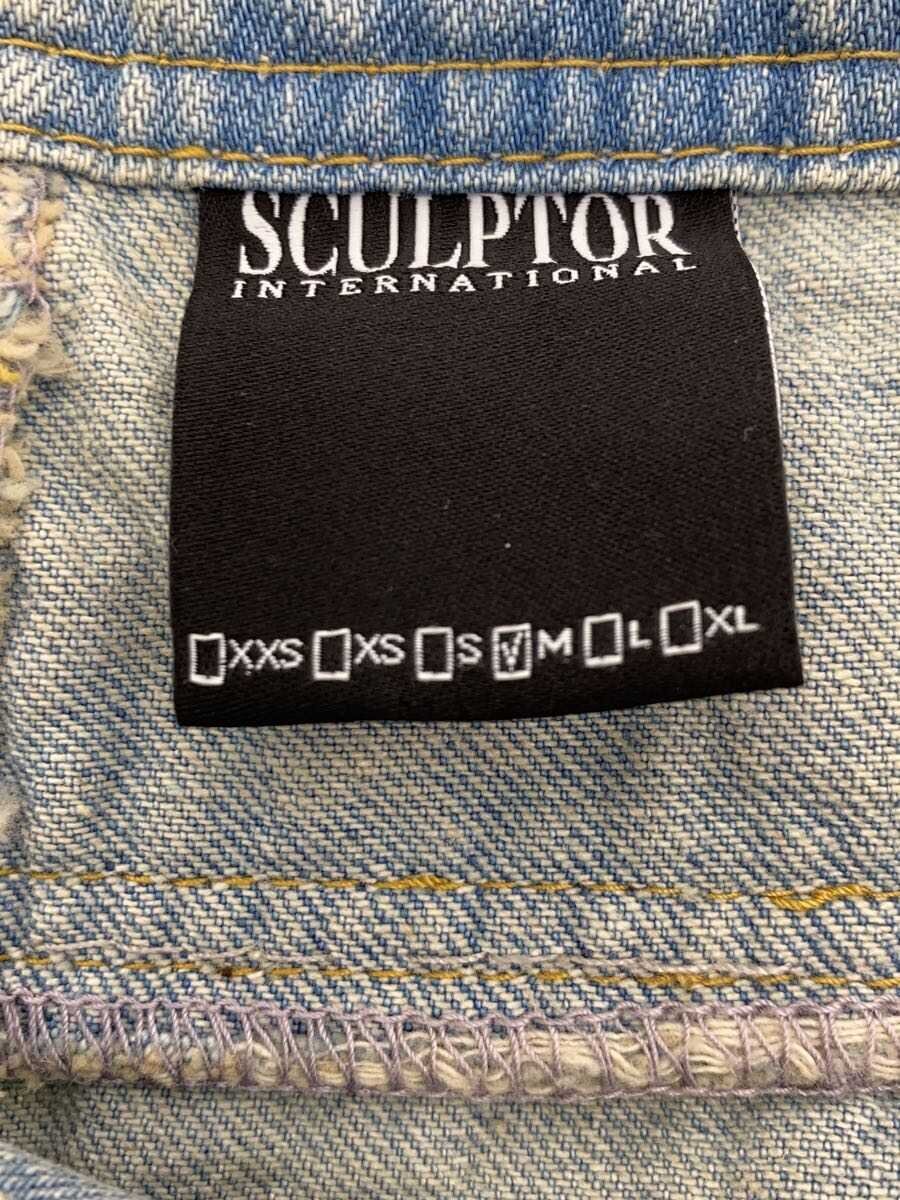 SCULPTOR
INTERNATIONAL
☐XXS ☐XS ☐S ☑M ☐L ☐XL